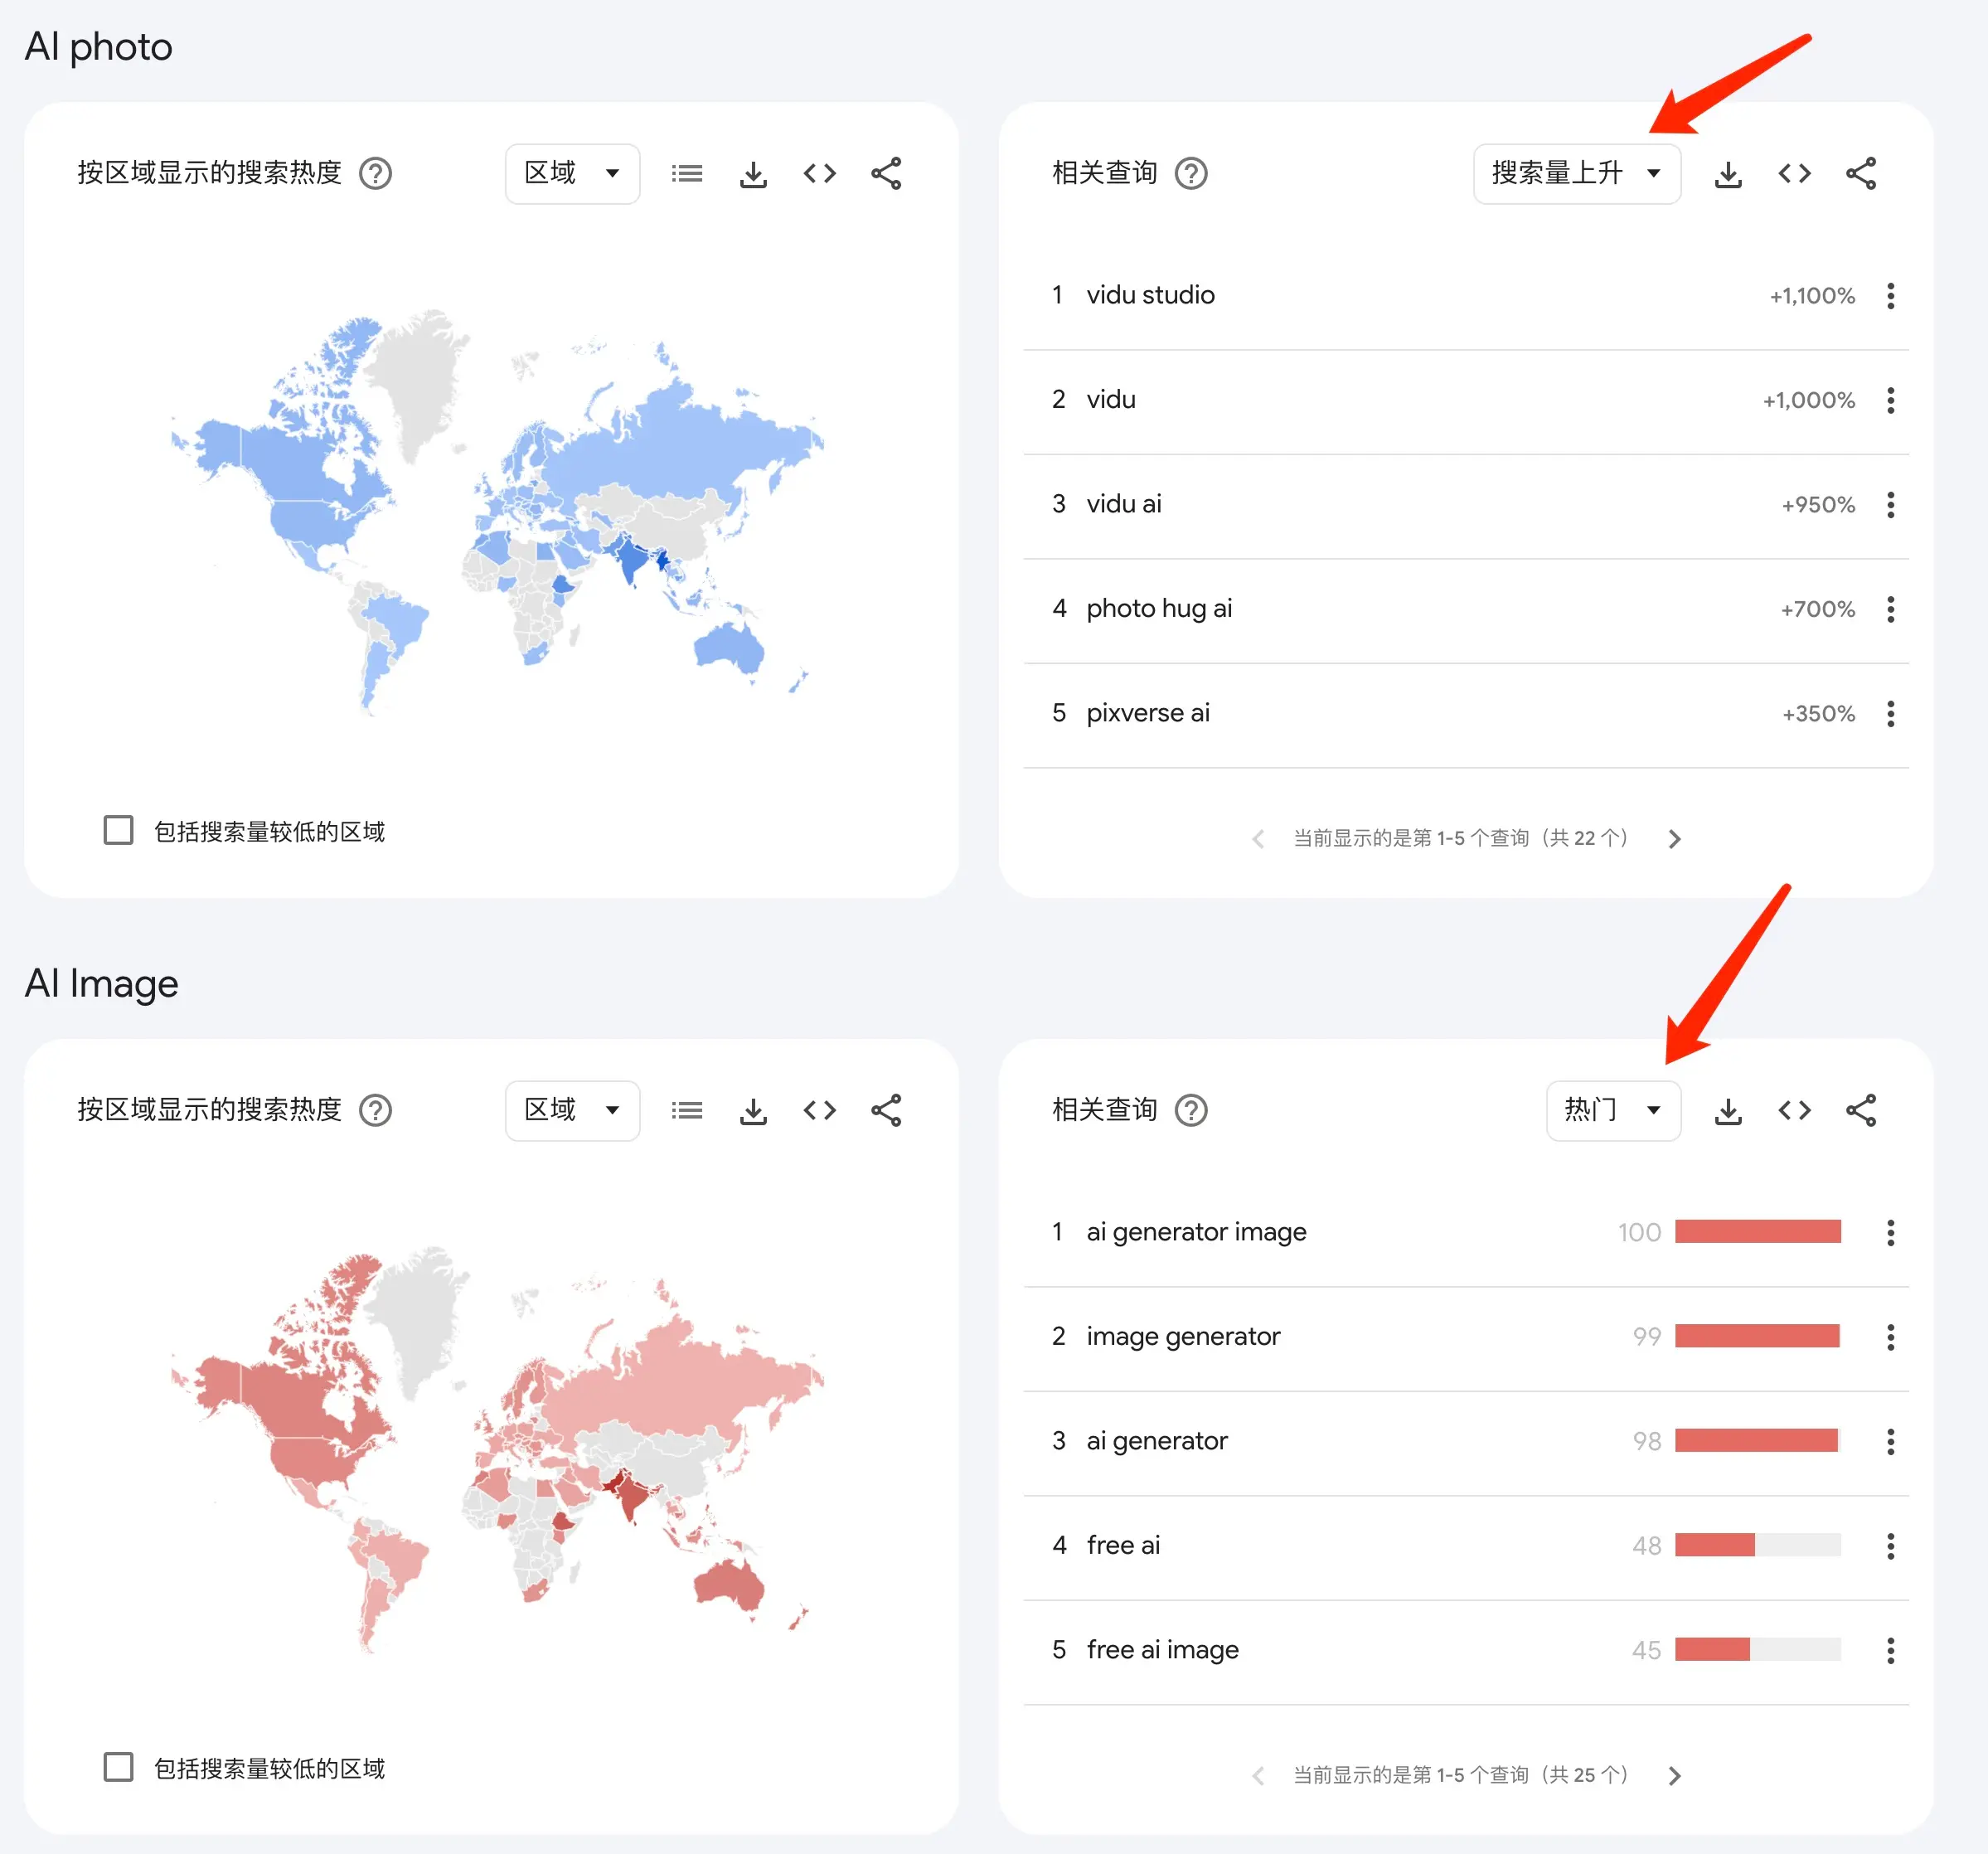 AI photo
按区域显示的搜索热度
区域
相关查询
搜索量上升
1 vidu studio +1,100%
2 vidu +1,000%
3 vidu ai +950%
4 photo hug ai +700%
5 pixverse ai +350%
包括搜索量较低的区域
当前显示的是第 1-5 个查询（共 22 个）
AI Image
按区域显示的搜索热度
区域
相关查询
热门
1 ai generator image 100
2 image generator 99
3 ai generator 98
4 free ai 48
5 free ai image 45
包括搜索量较低的区域
当前显示的是第 1-5 个查询（共 25 个）